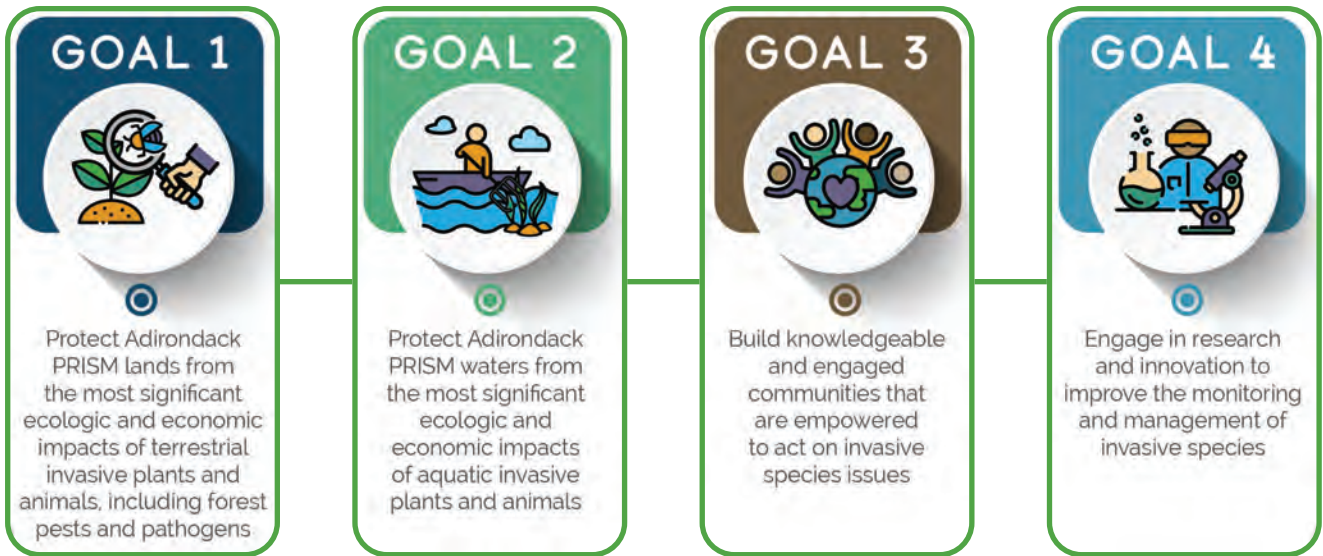 GOAL 1
Protect Adirondack
PRISM lands from
the most significant
ecologic and economic
impacts of terrestrial
invasive plants and
animals, including forest
pests and pathogens
GOAL 2
Protect Adirondack
PRISM waters from
the most significant
ecologic and
economic impacts
of aquatic invasive
plants and animals
GOAL 3
Build knowledgeable
and engaged
communities that
are empowered
to act on invasive
species issues
GOAL 4
Engage in research
and innovation to
improve the monitoring
and management of
invasive species